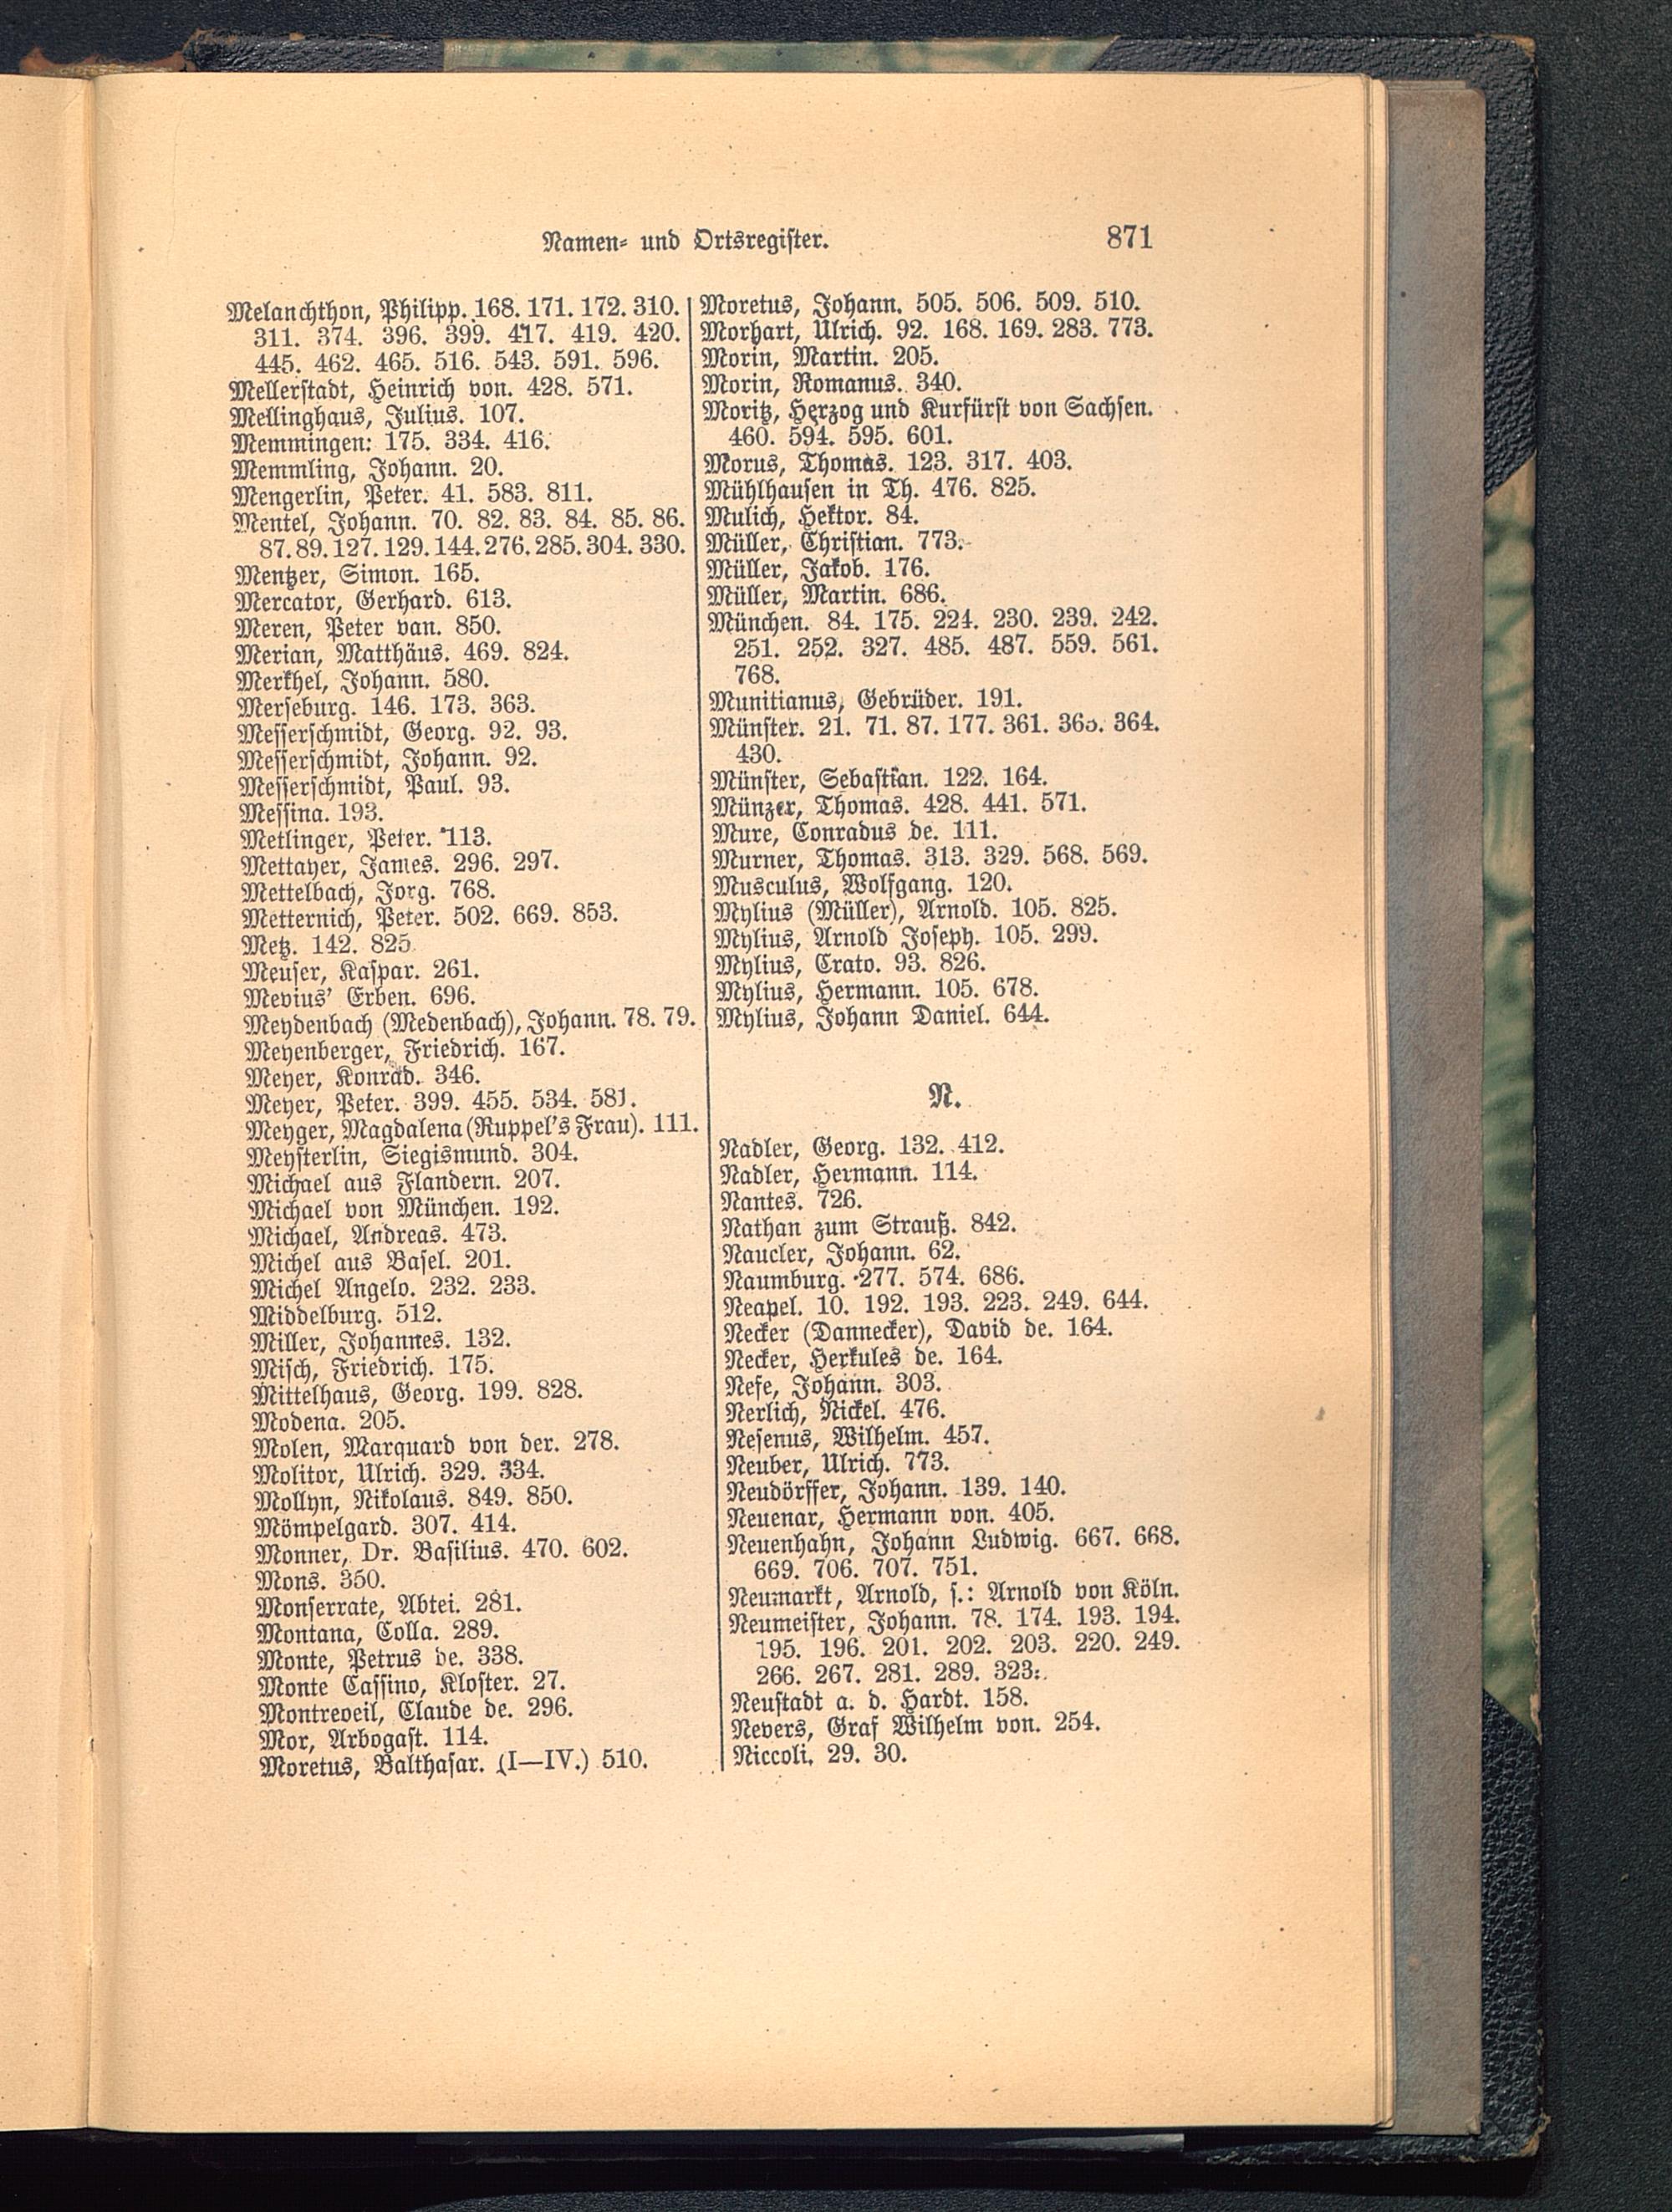 Namen- und Ortsregister. 871
Melanchthon, Philipp. 168. 171. 172. 310.
311. 374. 396. 399. 417. 419. 420.
445. 462. 465. 516. 543. 591. 596.
Mellerstadt, Heinrich von. 428. 571.
Mellinghaus, Julius. 107.
Memmingen: 175. 334. 416.
Memmling, Johann. 20.
Mengerlin, Peter. 41. 583. 811.
Mentel, Johann. 70. 82. 83. 84. 85. 86.
87. 89. 127. 129. 144. 276. 285. 304. 330.
Mentzer, Simon. 165.
Mercator, Gerhard. 613.
Meren, Peter van. 850.
Merian, Matthäus. 469. 824.
Merkhel, Johann. 580.
Merseburg. 146. 173. 363.
Messerschmidt, Georg. 92. 93.
Messerschmidt, Johann. 92.
Messerschmidt, Paul. 93.
Messina. 193.
Metlinger, Peter. 113.
Mettayer, James. 296. 297.
Mettelbach, Jorg. 768.
Metternich, Peter. 502. 669. 853.
Metz. 142. 825.
Meuser, Kaspar. 261.
Mevius' Erben. 696.
Meydenbach (Medenbach), Johann. 78. 79.
Meyenberger, Friedrich. 167.
Meyer, Konrad. 346.
Meyer, Peter. 399. 455. 534. 581.
Meyger, Magdalena (Ruppel's Frau). 111.
Meysterlin, Siegismund. 304.
Michael aus Flandern. 207.
Michael von München. 192.
Michael, Andreas. 473.
Michel aus Basel. 201.
Michel Angelo. 232. 233.
Middelburg. 512.
Miller, Johannes. 132.
Misch, Friedrich. 175.
Mittelhaus, Georg. 199. 828.
Modena. 205.
Molen, Marquard von der. 278.
Molitor, Ulrich. 329. 334.
Mollyn, Nikolaus. 849. 850.
Mömpelgard. 307. 414.
Monner, Dr. Basilius. 470. 602.
Mons. 350.
Monserrate, Abtei. 281.
Montana, Colla. 289.
Monte, Petrus de. 338.
Monte Cassino, Kloster. 27.
Montreoeil, Claude de. 296.
Mor, Arbogast. 114.
Moretus, Balthasar. (I—IV.) 510.
Moretus, Johann. 505. 506. 509. 510.
Morhart, Ulrich. 92. 168. 169. 283. 773.
Morin, Martin. 205.
Morin, Romanus. 340.
Moritz, Herzog und Kurfürst von Sachsen.
460. 594. 595. 601.
Morus, Thomas. 123. 317. 403.
Mühlhausen in Th. 476. 825.
Mulich, Hektor. 84.
Müller, Christian. 773.
Müller, Jakob. 176.
Müller, Martin. 686.
München. 84. 175. 224. 230. 239. 242.
251. 252. 327. 485. 487. 559. 561.
768.
Munitianus, Gebrüder. 191.
Münster. 21. 71. 87. 177. 361. 363. 364.
430.
Münster, Sebastian. 122. 164.
Münzer, Thomas. 428. 441. 571.
Mure, Conradus de. 111.
Murner, Thomas. 313. 329. 568. 569.
Musculus, Wolfgang. 120.
Mylius (Müller), Arnold. 105. 825.
Mylius, Arnold Joseph. 105. 299.
Mylius, Crato. 93. 826.
Mylius, Hermann. 105. 678.
Mylius, Johann Daniel. 644.
N.
Nadler, Georg. 132. 412.
Nadler, Hermann. 114.
Nantes. 726.
Nathan zum Strauß. 842.
Naucler, Johann. 62.
Naumburg. 277. 574. 686.
Neapel. 10. 192. 193. 223. 249. 644.
Necker (Dannecker), David de. 164.
Necker, Herkules de. 164.
Nefe, Johann. 303.
Nerlich, Nickel. 476.
Nesenus, Wilhelm. 457.
Neuber, Ulrich. 773.
Neudörffer, Johann. 139. 140.
Neuenar, Hermann von. 405.
Neuenhahn, Johann Ludwig. 667. 668.
669. 706. 707. 751.
Neumarkt, Arnold, s.: Arnold von Köln.
Neumeister, Johann. 78. 174. 193. 194.
195. 196. 201. 202. 203. 220. 249.
266. 267. 281. 289. 323.
Neustadt a. d. Hardt. 158.
Nevers, Graf Wilhelm von. 254.
Niccoli. 29. 30.